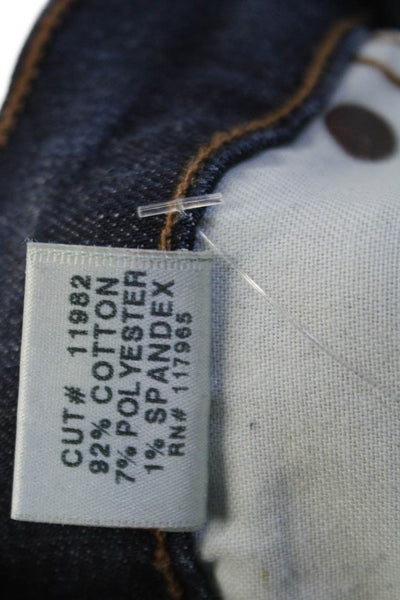 CUT# 11982
92% COTTON
7% POLYESTER
1% SPANDEX
RN# 117965